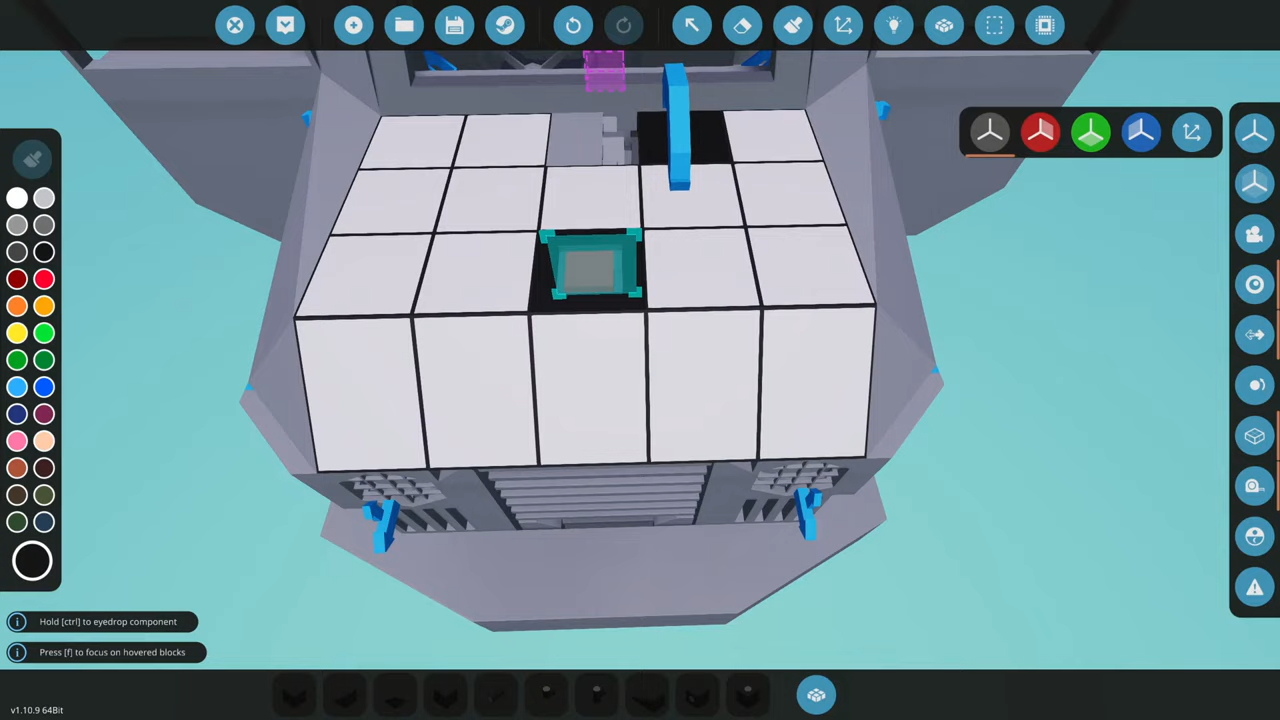 Hold [ctrl] to eyedrop component
Press [f] to focus on hovered blocks
v1.10.9 64Bit